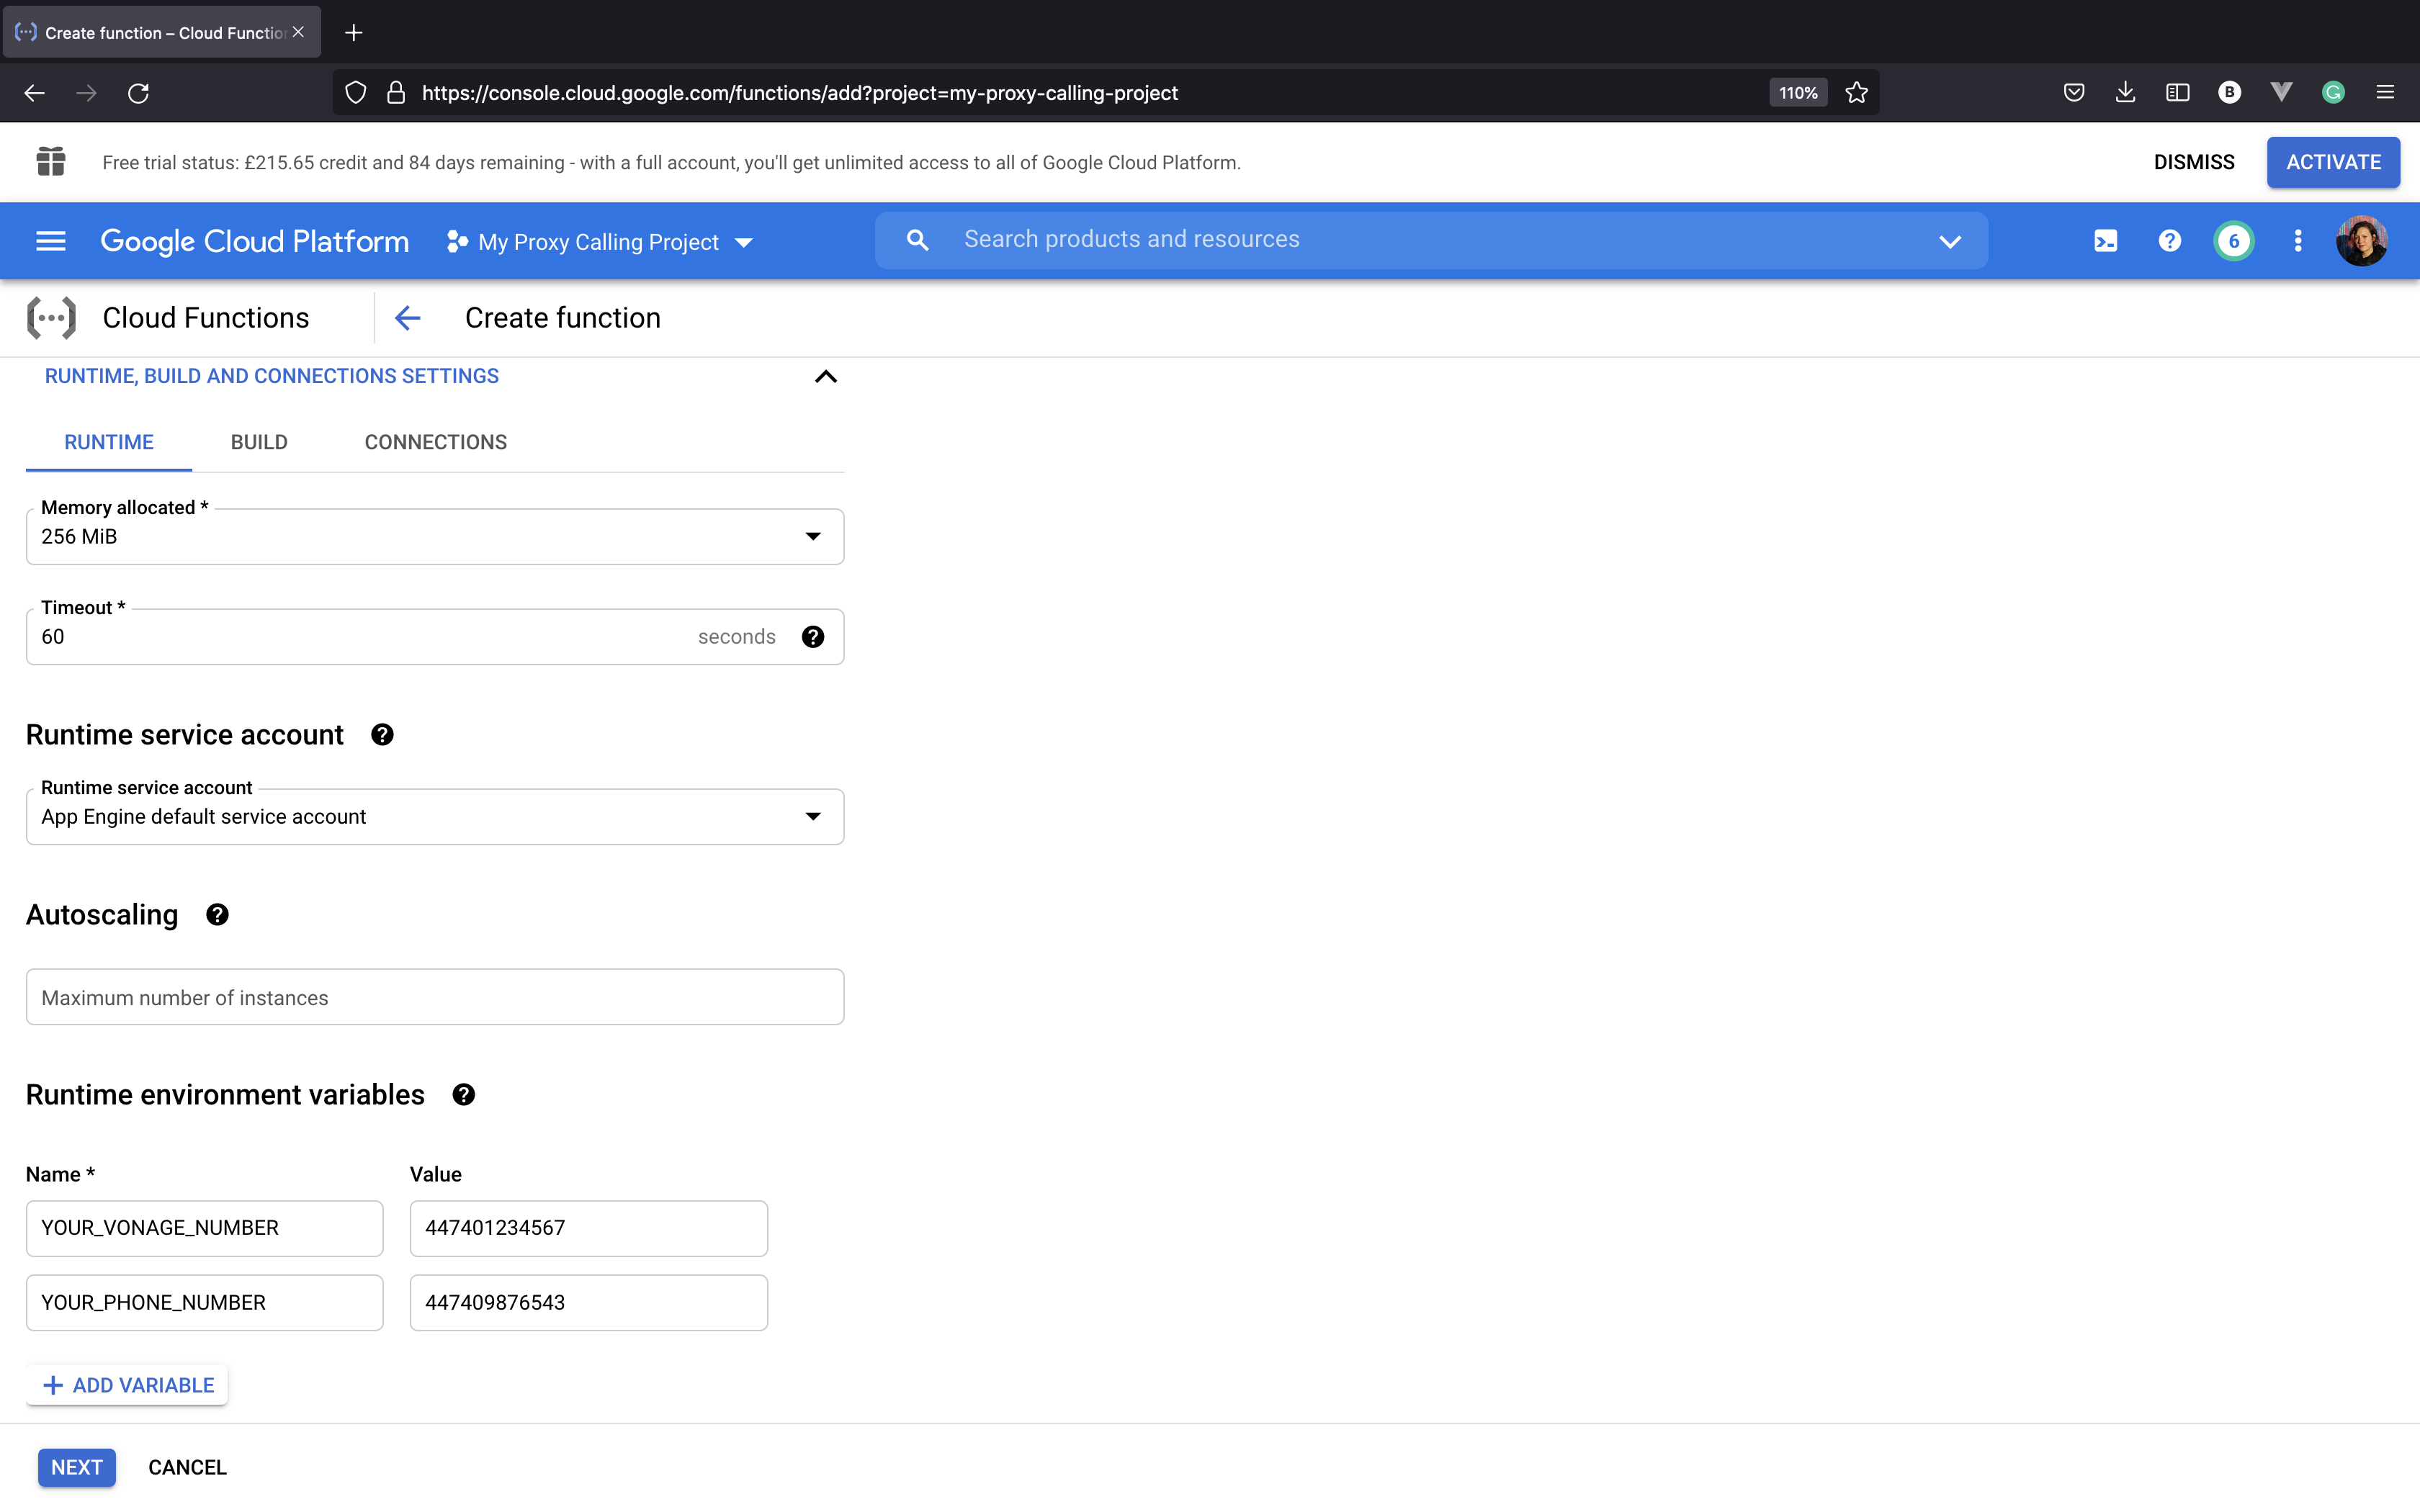 Create function – Cloud Functio
https://console.cloud.google.com/functions/add?project=my-proxy-calling-project
110%
B
G
Free trial status: £215.65 credit and 84 days remaining - with a full account, you'll get unlimited access to all of Google Cloud Platform.
DISMISS
ACTIVATE
Google Cloud Platform
My Proxy Calling Project
Search products and resources
6
Cloud Functions
Create function
RUNTIME, BUILD AND CONNECTIONS SETTINGS
RUNTIME
BUILD
CONNECTIONS
Memory allocated *
256 MiB
Timeout *
60
seconds
Runtime service account
Runtime service account
App Engine default service account
Autoscaling
Maximum number of instances
Runtime environment variables
Name *
Value
YOUR_VONAGE_NUMBER
447401234567
YOUR_PHONE_NUMBER
447409876543
+ ADD VARIABLE
NEXT
CANCEL